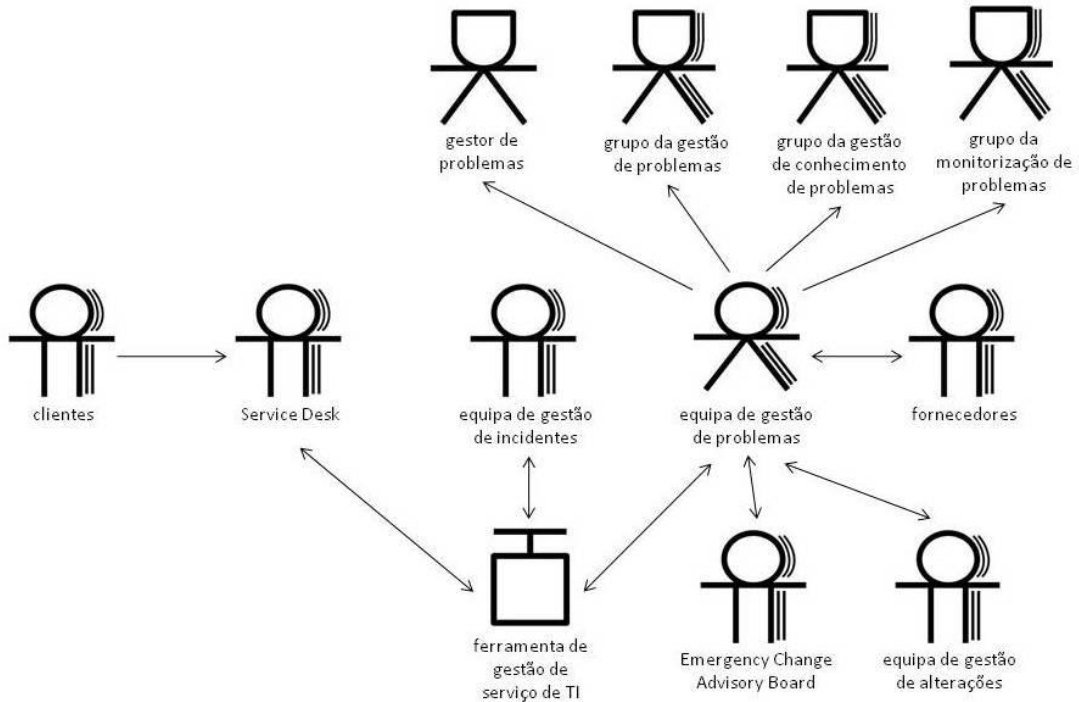 gestor de
problemas
grupo da gestão
de problemas
grupo da gestão
de conhecimento
de problemas
grupo da
monitorização de
problemas
clientes
Service Desk
equipa de gestão
de incidentes
equipa de gestão
de problemas
fornecedores
ferramenta de
gestão de
serviço de TI
Emergency Change
Advisory Board
equipa de gestão
de alterações